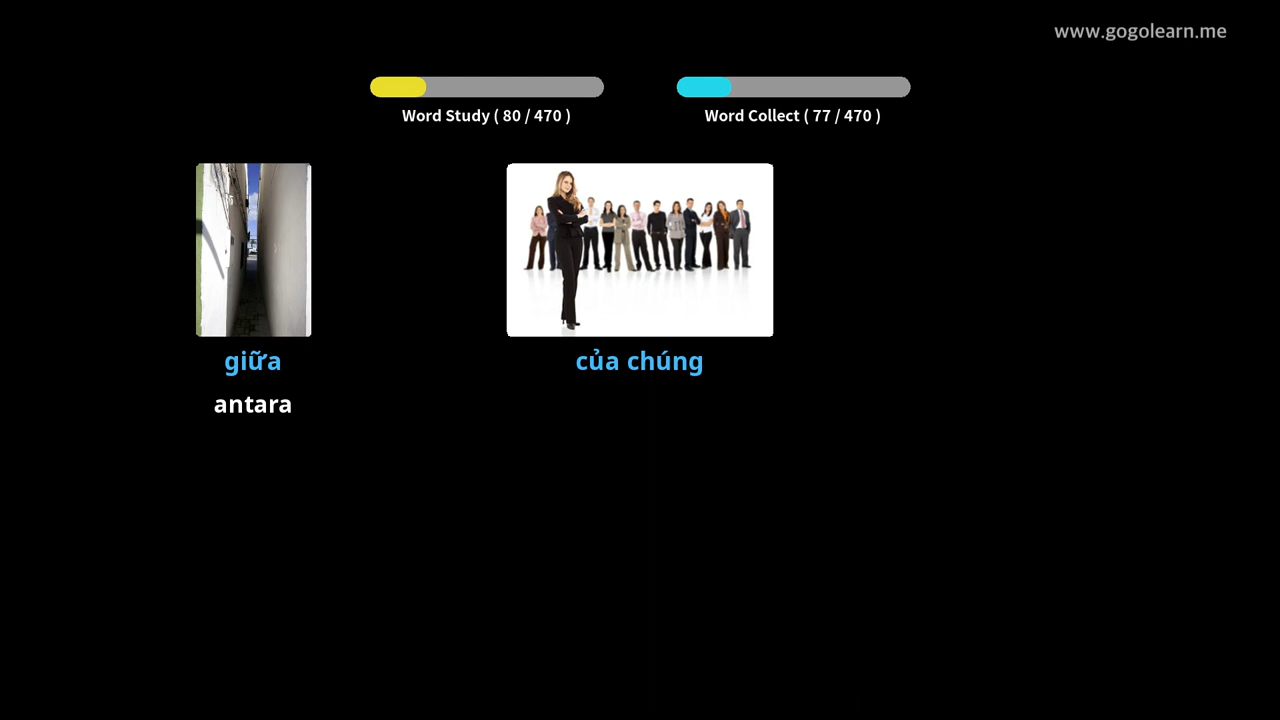 www.gogolearn.me
Word Study ( 80 / 470 )
Word Collect ( 77 / 470 )
giữa
antara
của chúng